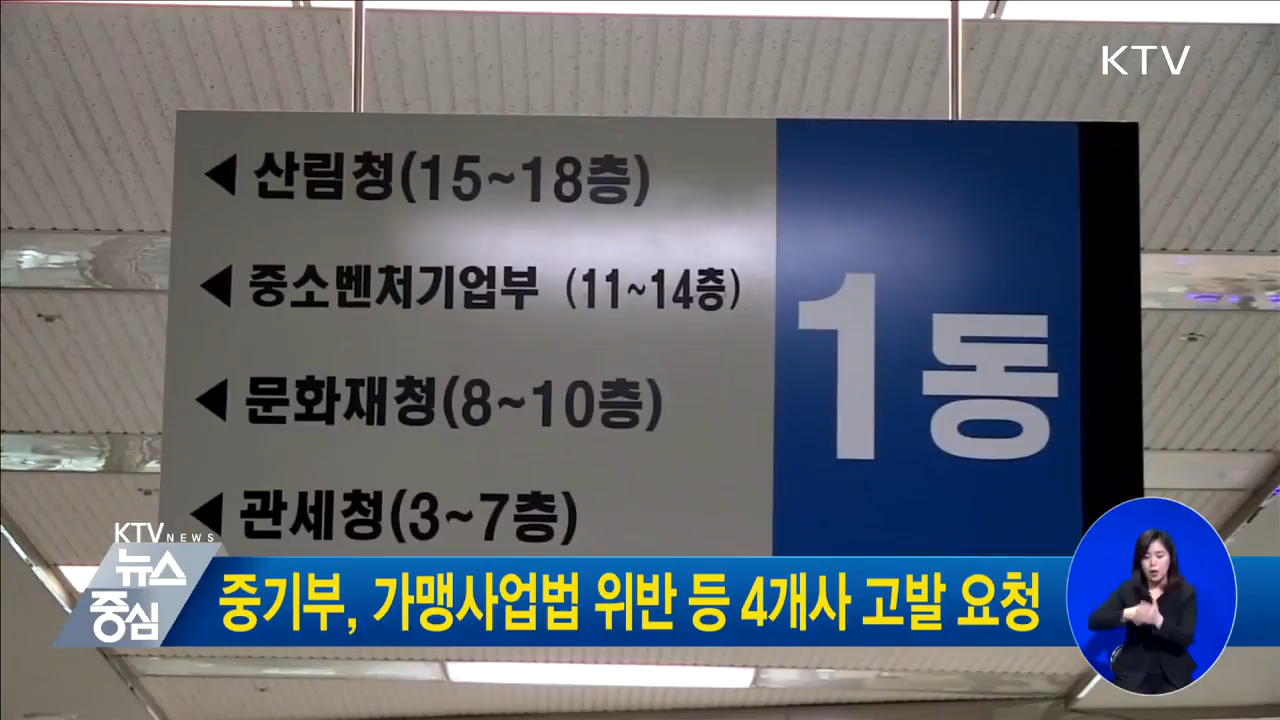 KTV
◀ 산림청(15~18층)
◀ 중소벤처기업부 (11~14층)
◀ 문화재청(8~10층)
◀ 관세청(3~7층)
1동
KTV NEWS
뉴스
중심
중기부, 가맹사업법 위반 등 4개사 고발 요청